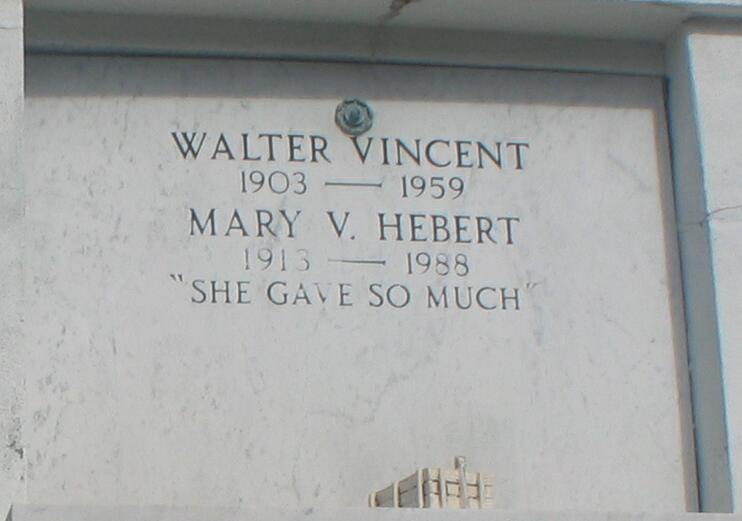 WALTER VINCENT
1903 — 1959
MARY V. HEBERT
1913 — 1988
"SHE GAVE SO MUCH"